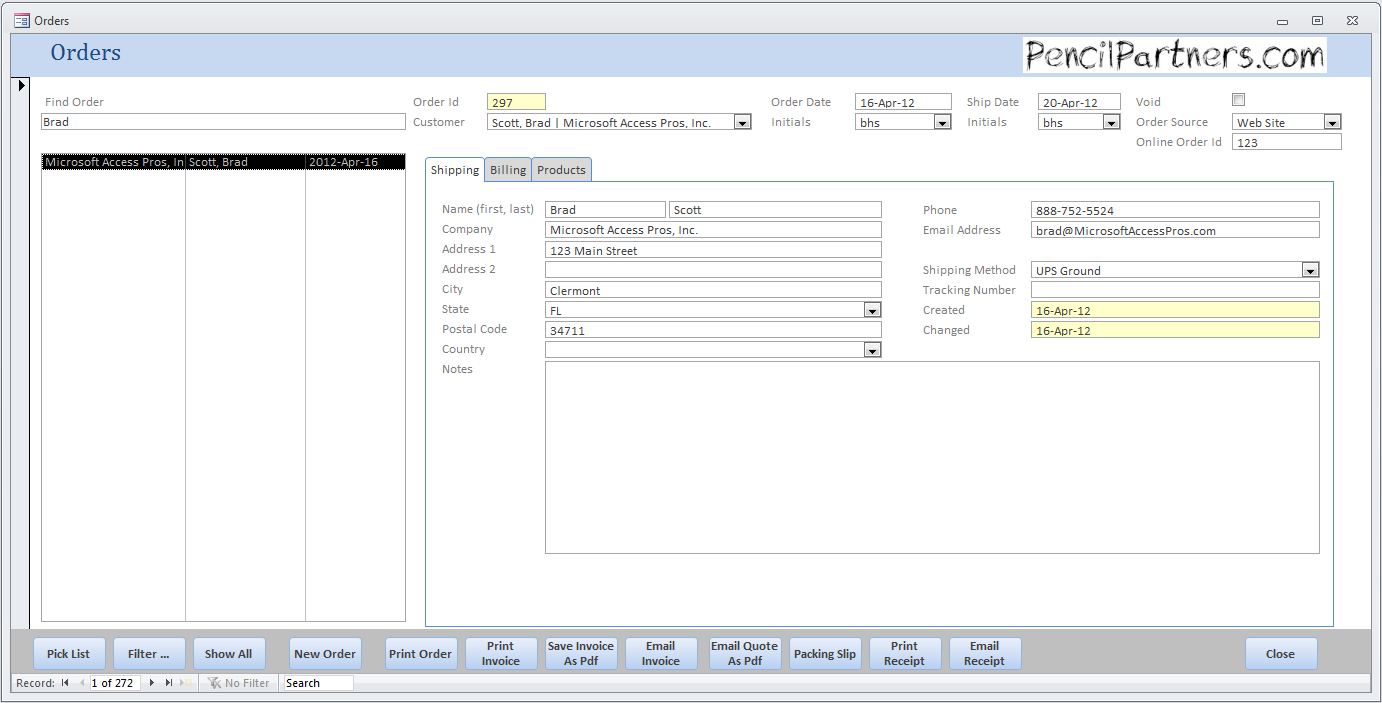 Orders
Orders
PencilPartners.com
Find Order
Brad
Order Id 297
Customer Scott, Brad | Microsoft Access Pros, Inc.
Order Date 16-Apr-12 Ship Date 20-Apr-12 Void
Initials bhs Initials bhs Order Source Web Site
Online Order Id 123
Microsoft Access Pros, In Scott, Brad 2012-Apr-16
Shipping Billing Products
Name (first, last) Brad Scott
Company Microsoft Access Pros, Inc.
Address 1 123 Main Street
Address 2
City Clermont
State FL
Postal Code 34711
Country
Notes
Phone 888-752-5524
Email Address brad@MicrosoftAccessPros.com
Shipping Method UPS Ground
Tracking Number
Created 16-Apr-12
Changed 16-Apr-12
Pick List
Filter ...
Show All
New Order
Print Order
Print
Invoice
Save Invoice
As Pdf
Email
Invoice
Email Quote
As Pdf
Packing Slip
Print
Receipt
Email
Receipt
Close
Record: 1 of 272 No Filter Search